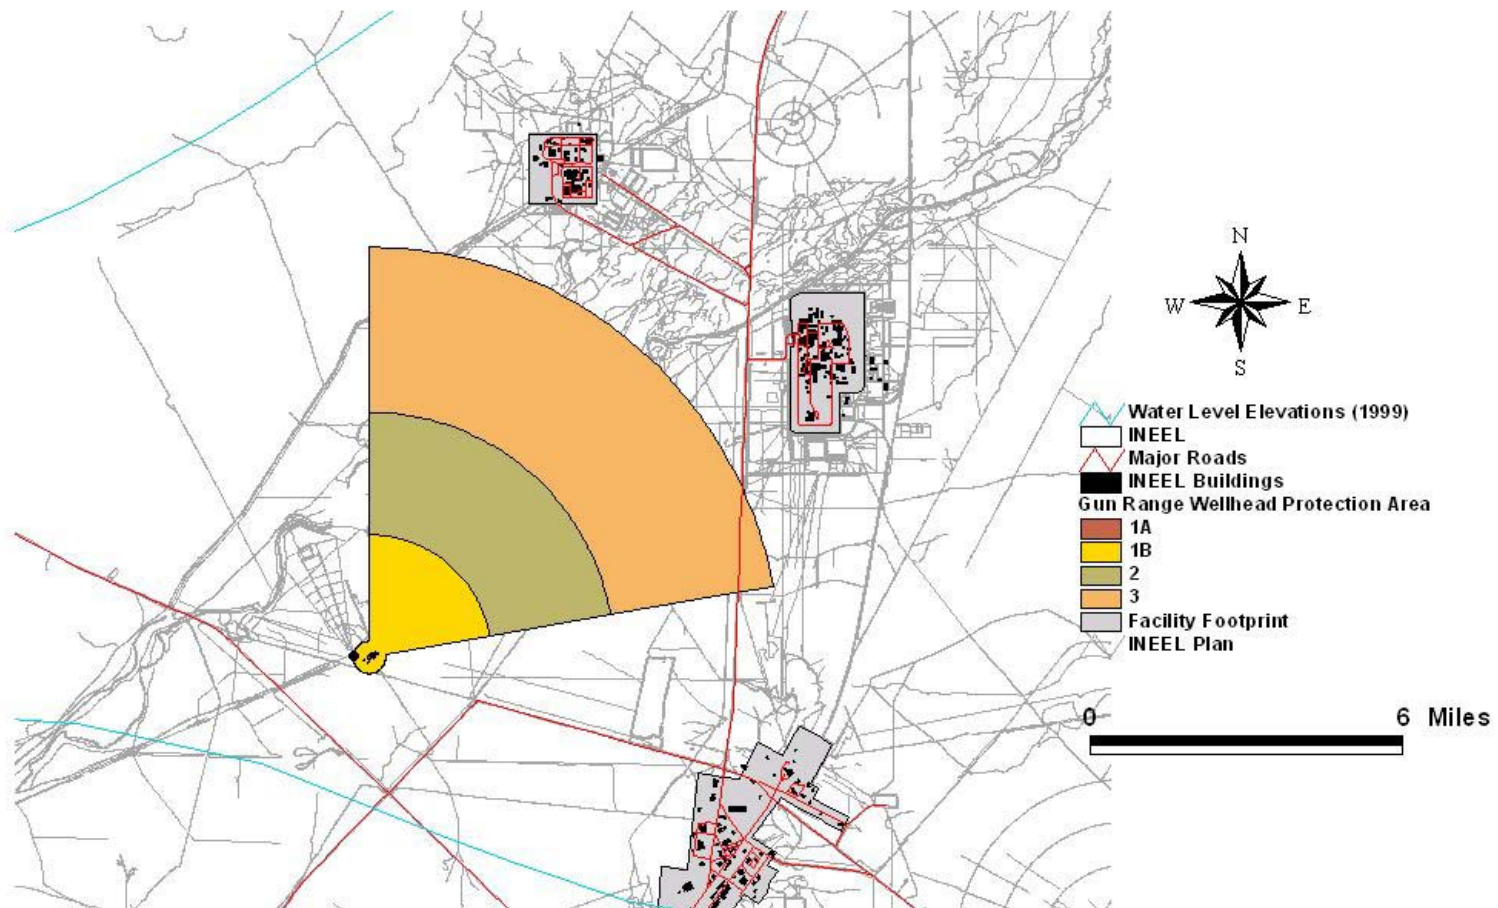 N
W E
S
Water Level Elevations (1999)
INEEL
Major Roads
INEEL Buildings
Gun Range Wellhead Protection Area
1A
1B
2
3
Facility Footprint
INEEL Plan
0 6 Miles